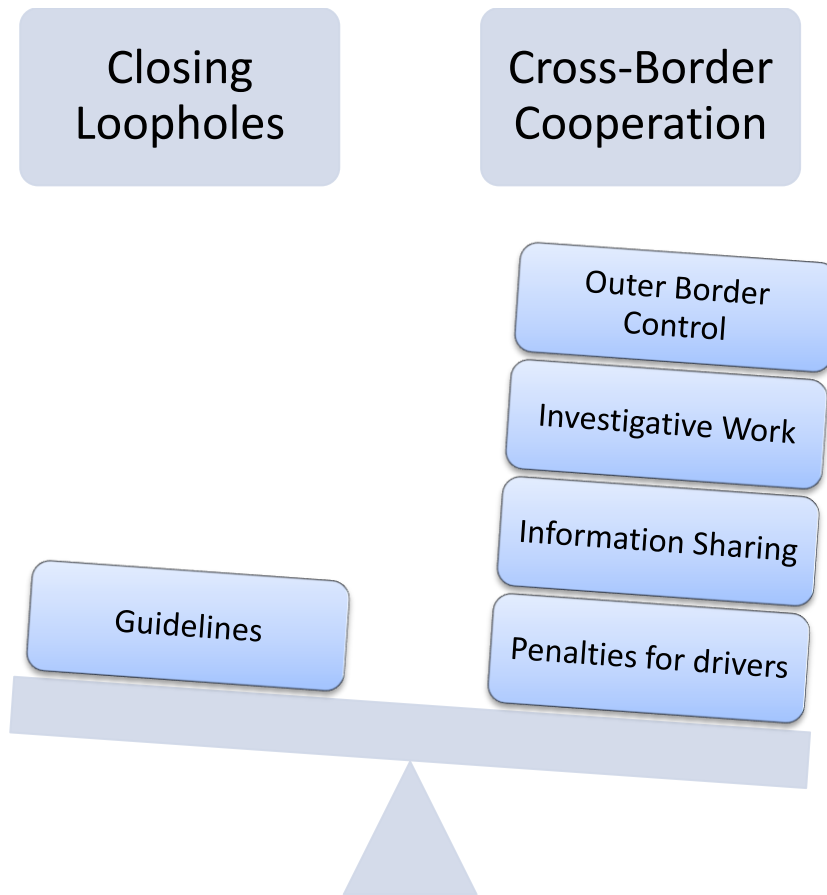 Closing
Loopholes
Cross-Border
Cooperation
Outer Border
Control
Investigative Work
Information Sharing
Penalties for drivers
Guidelines